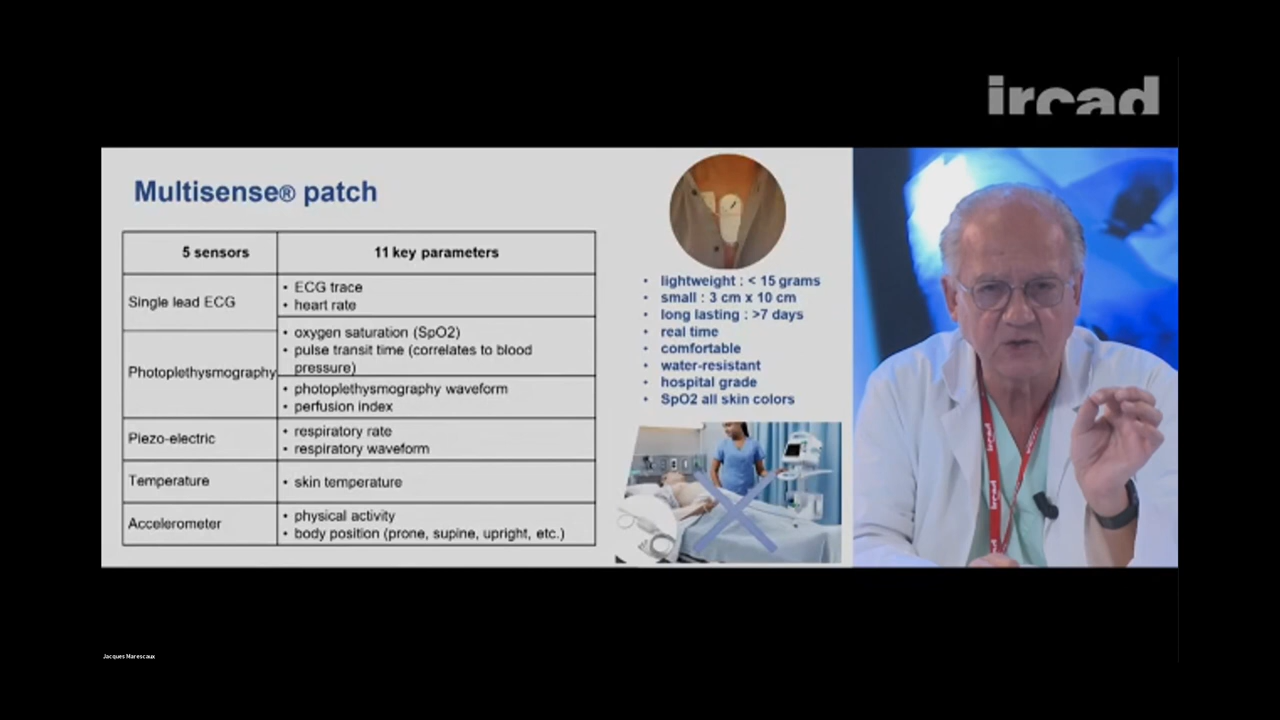 ircad
Multisense® patch
5 sensors
11 key parameters
Single lead ECG
• ECG trace
• heart rate
Photoplethysmography
• oxygen saturation (SpO2)
• pulse transit time (correlates to blood
pressure)
• photoplethysmography waveform
• perfusion index
Piezo-electric
• respiratory rate
• respiratory waveform
Temperature
• skin temperature
Accelerometer
• physical activity
• body position (prone, supine, upright, etc.)
• lightweight : < 15 grams
• small : 3 cm x 10 cm
• long lasting : >7 days
• real time
• comfortable
• water-resistant
• hospital grade
• SpO2 all skin colors
ircad
ircad
Jacques Marescaux